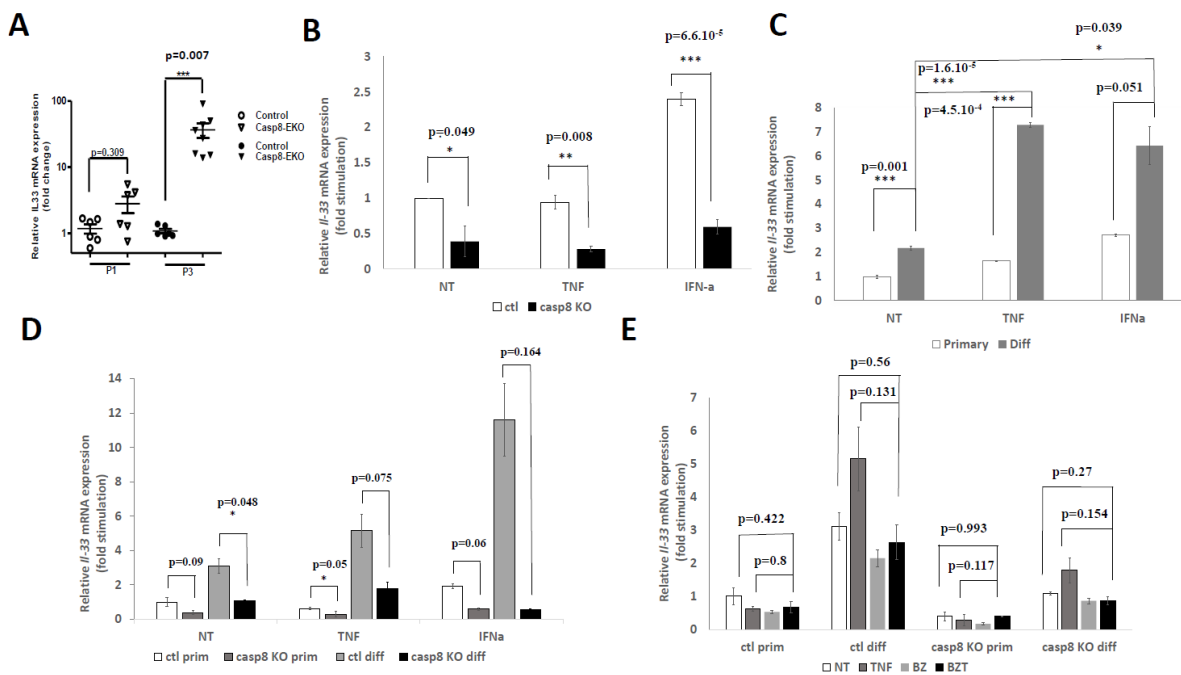 A
p=0.007
***
p=0.309
Relative IL33 mRNA expression
(fold change)
100
10
1
P1
P3
Control
Casp8-EKO
Control
Casp8-EKO
B
p=6.6.10-5
***
p=0.049
*
p=0.008
**
Relative Il-33 mRNA expression
(fold stimulation)
2.5
2
1.5
1
0.5
0
NT
TNF
IFN-a
ctl
casp8 KO
C
p=0.039
*
p=1.6.10-5
***
p=0.051
p=4.5.10-4
***
p=0.001
***
Relative Il-33 mRNA expression
(fold stimulation)
8
7
6
5
4
3
2
1
0
NT
TNF
IFNa
Primary
Diff
D
p=0.164
p=0.075
p=0.048
*
p=0.09
p=0.05
*
p=0.06
Relative Il-33 mRNA expression
(fold stimulation)
14
12
10
8
6
4
2
0
NT
TNF
IFNa
ctl prim
casp8 KO prim
ctl diff
casp8 KO diff
E
p=0.56
p=0.131
p=0.27
p=0.154
p=0.422
p=0.8
p=0.993
p=0.117
Relative Il-33 mRNA expression
(fold stimulation)
7
6
5
4
3
2
1
0
ctl prim
ctl diff
casp8 KO prim
casp8 KO diff
NT
TNF
BZ
BZT